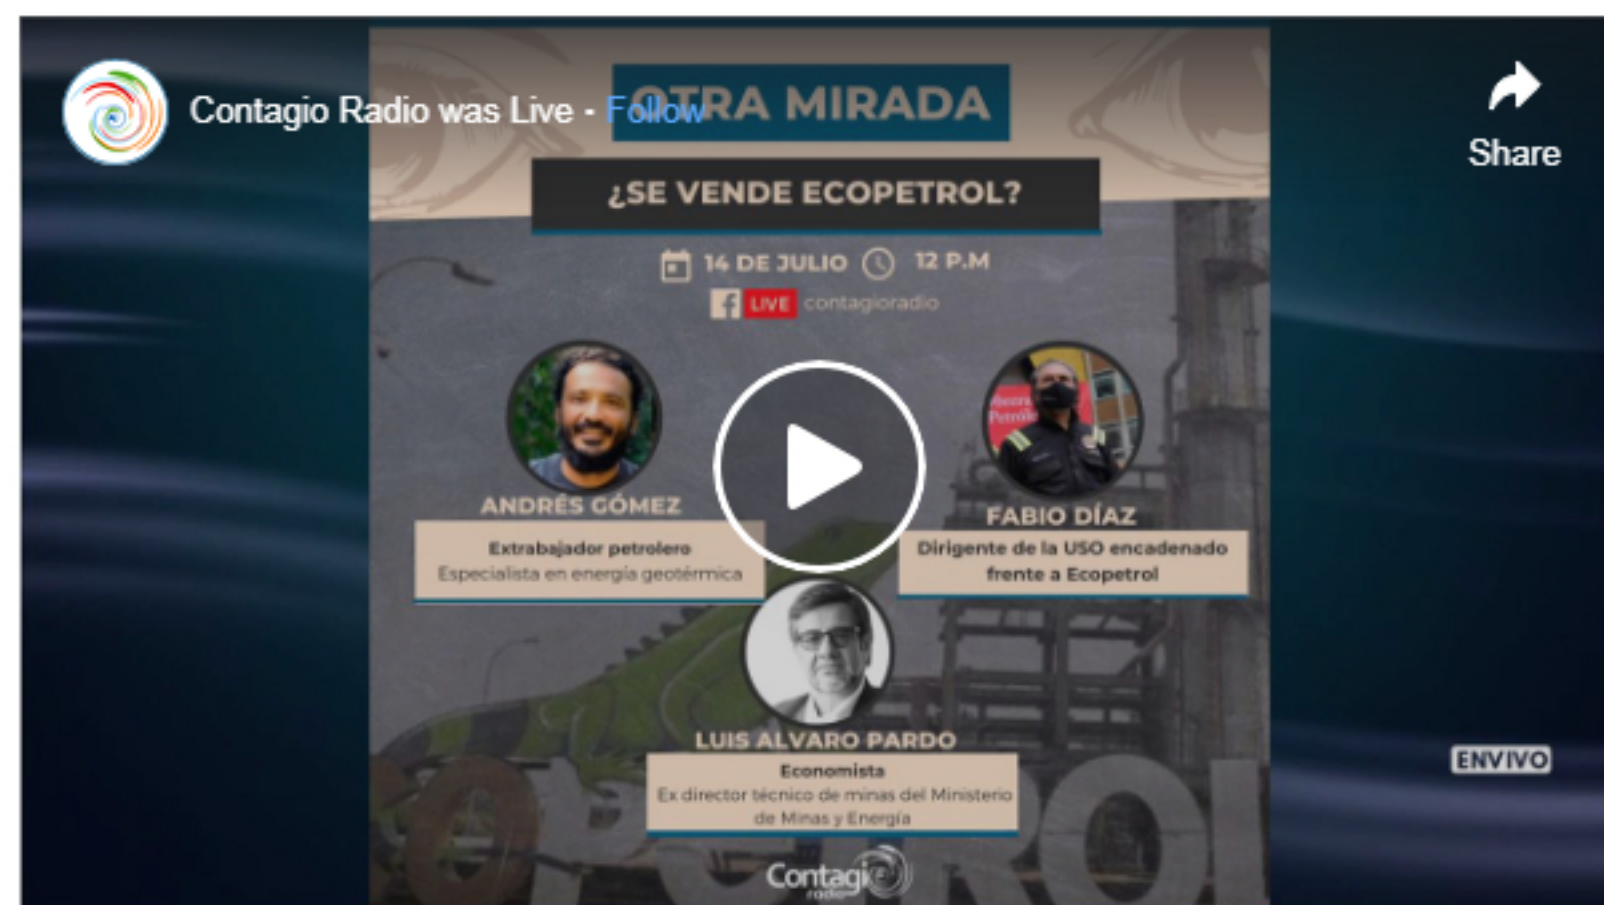 Contagio Radio was Live - Follow
OTRA MIRADA
Share
¿SE VENDE ECOPETROL?
14 DE JULIO 12 P.M
f LIVE contagioradio
ANDRÉS GÓMEZ
Extrabajador petrolero
Especialista en energía geotérmica
FABIO DÍAZ
Dirigente de la USO encadenado
frente a Ecopetrol
LUIS ALVARO PARDO
Economista
Ex director técnico de minas del Ministerio
de Minas y Energía
ENVIVO
Contagio
radio